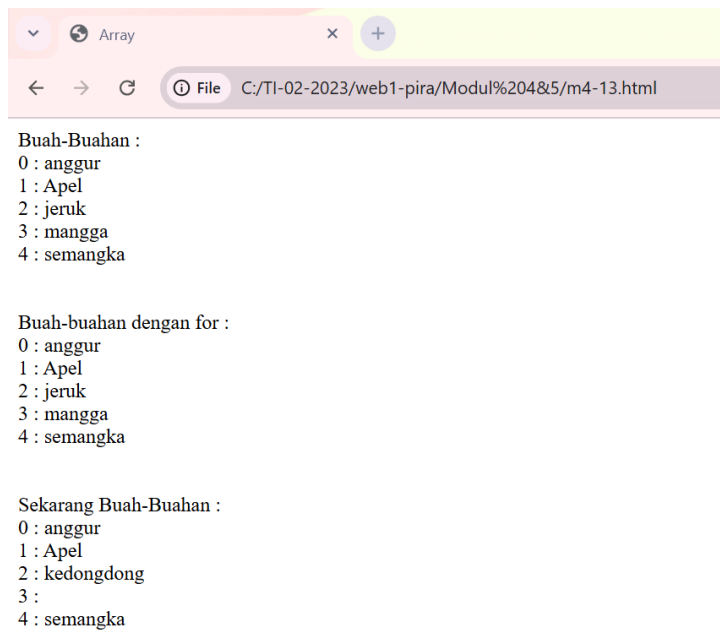 Array
File C:/TI-02-2023/web1-pira/Modul%204&5/m4-13.html
Buah-Buahan :
0 : anggur
1 : Apel
2 : jeruk
3 : mangga
4 : semangka
Buah-buahan dengan for :
0 : anggur
1 : Apel
2 : jeruk
3 : mangga
4 : semangka
Sekarang Buah-Buahan :
0 : anggur
1 : Apel
2 : kedongdong
3 :
4 : semangka